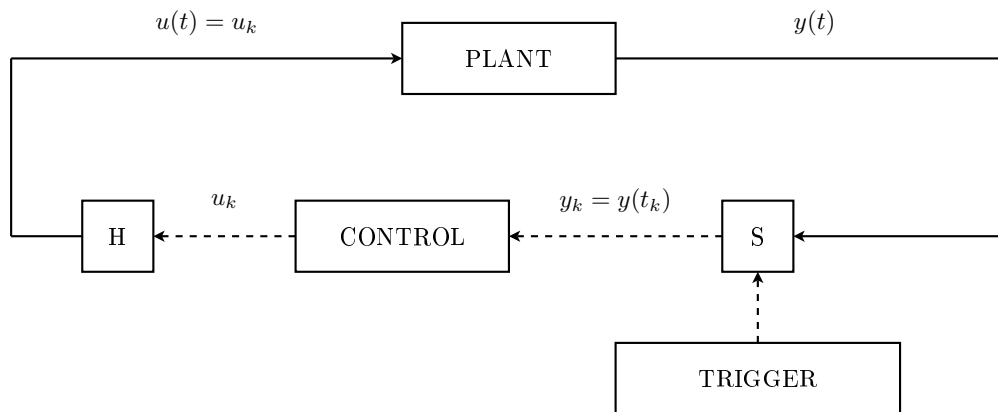 u(t) = u_k
y(t)
PLANT
u_k
y_k = y(t_k)
H
CONTROL
S
TRIGGER